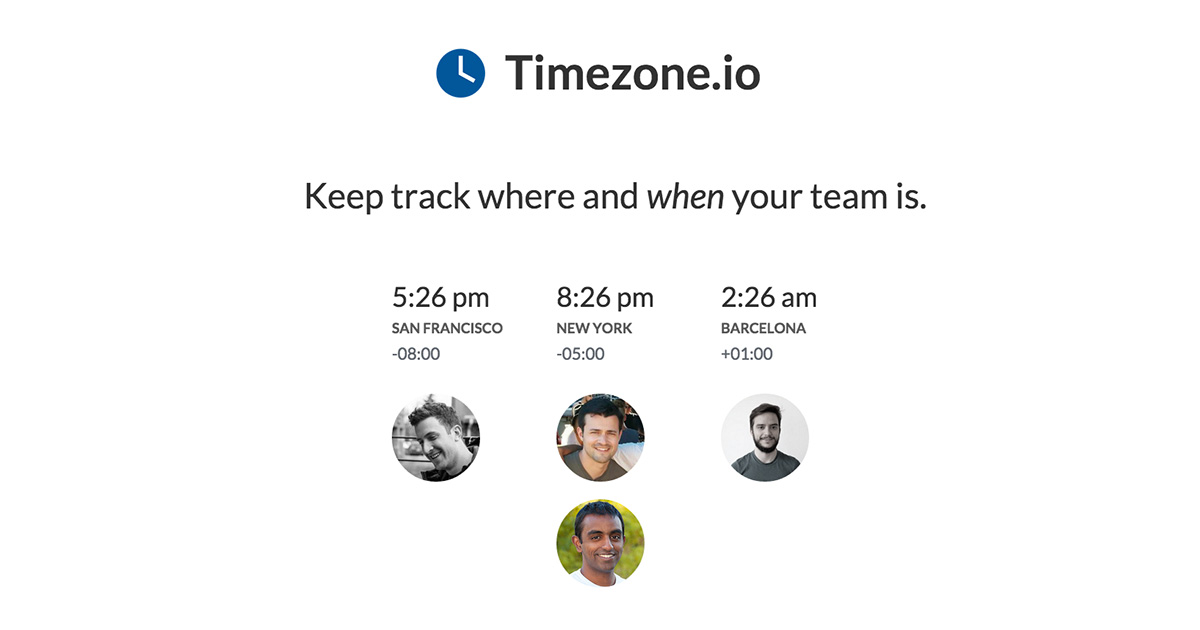 Timezone.io
Keep track where and when your team is.
5:26 pm
SAN FRANCISCO
-08:00
8:26 pm
NEW YORK
-05:00
2:26 am
BARCELONA
+01:00